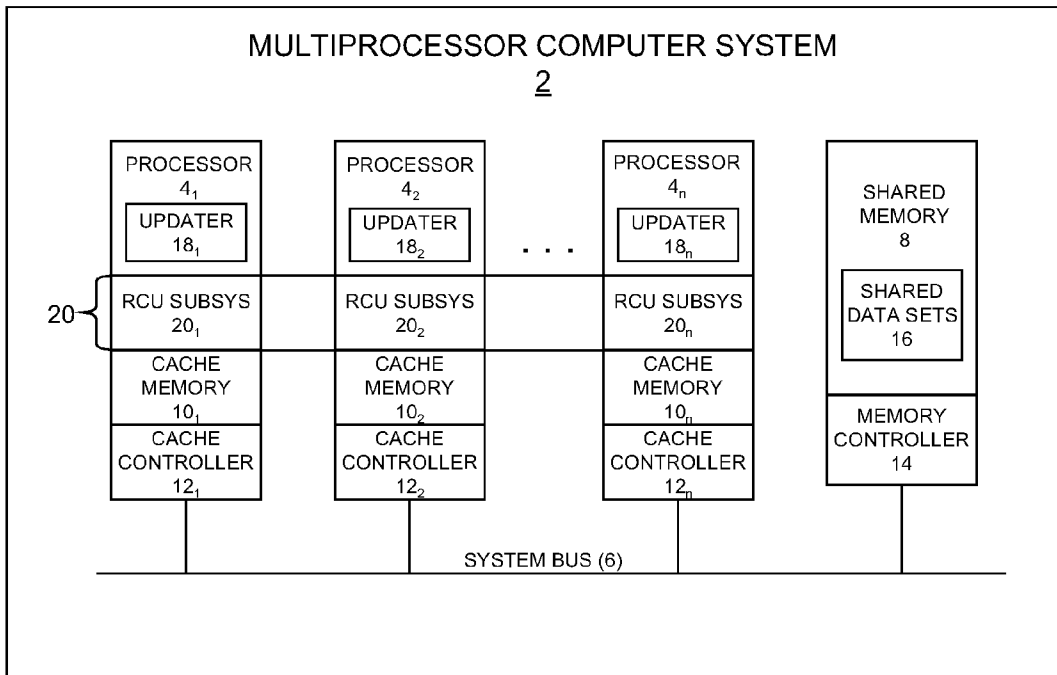 MULTIPROCESSOR COMPUTER SYSTEM
2
PROCESSOR
4₁
UPDATER
18₁
RCU SUBSYS
20₁
CACHE
MEMORY
10₁
CACHE
CONTROLLER
12₁
PROCESSOR
4₂
UPDATER
18₂
RCU SUBSYS
20₂
CACHE
MEMORY
10₂
CACHE
CONTROLLER
12₂
. . .
PROCESSOR
4ₙ
UPDATER
18ₙ
RCU SUBSYS
20ₙ
CACHE
MEMORY
10ₙ
CACHE
CONTROLLER
12ₙ
SHARED
MEMORY
8
SHARED
DATA SETS
16
MEMORY
CONTROLLER
14
20
SYSTEM BUS (6)